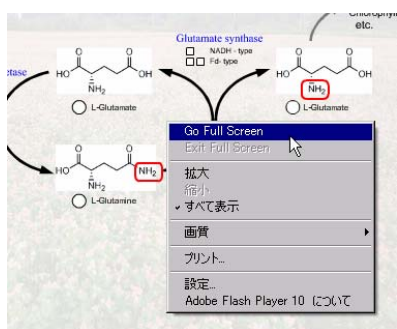 Chlorophyll
etc.
Glutamate synthase
NADH - type
Fd- type
etase
O O
HO OH
NH₂
L-Glutamate
O O
HO OH
NH₂
L-Glutamate
O O
HO NH₂
NH₂
L-Glutamine
Go Full Screen
Exit Full Screen
拡大
縮小
すべて表示
画質
プリント...
設定...
Adobe Flash Player 10 について